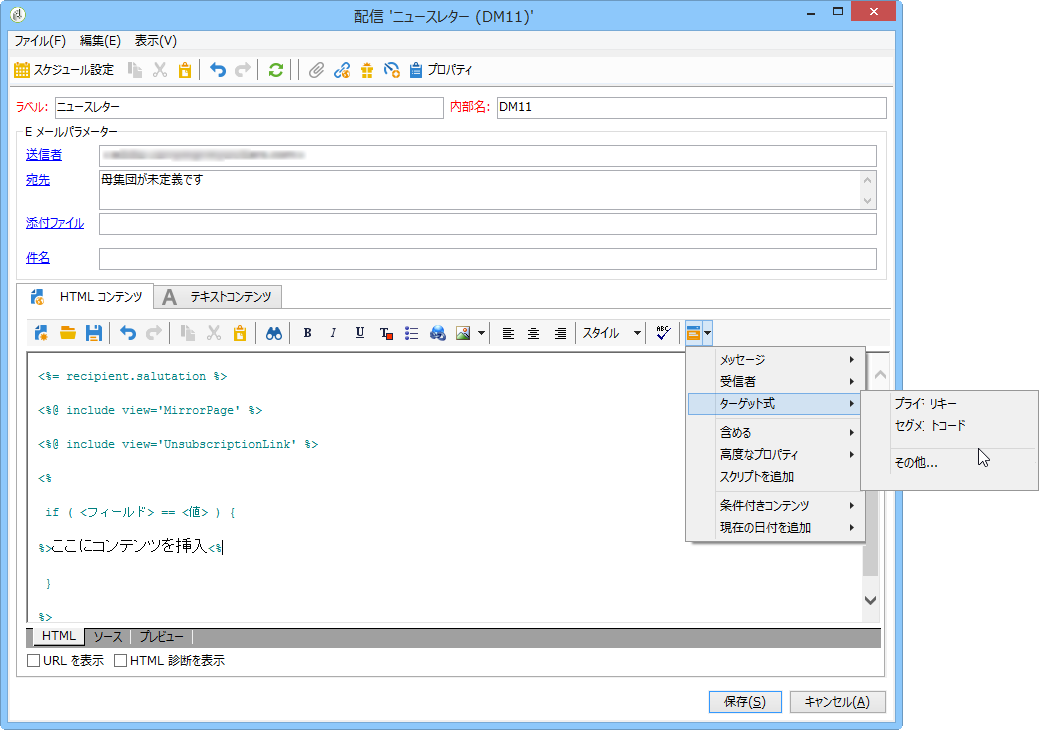 配信 'ニュースレター (DM11)'
ファイル(F) 編集(E) 表示(V)
スケジュール設定 プロパティ
ラベル: ニュースレター 内部名: DM11
E メールパラメーター
送信者
宛先 母集団が未定義です
添付ファイル
件名
HTML コンテンツ A テキストコンテンツ
B I U T スタイル ABC
<%= recipient.salutation %>
<%@ include view='MirrorPage' %>
<%@ include view='UnsubscriptionLink' %>
<%
if ( <フィールド> == <値> ) {
%>ここにコンテンツを挿入<%
}
%>
メッセージ
受信者
ターゲット式
含める
高度なプロパティ
スクリプトを追加
条件付きコンテンツ
現在の日付を追加
プライ リキー
セグメ トコード
その他...
HTML ソース プレビュー
URL を表示 HTML 診断を表示
保存(S) キャンセル(A)